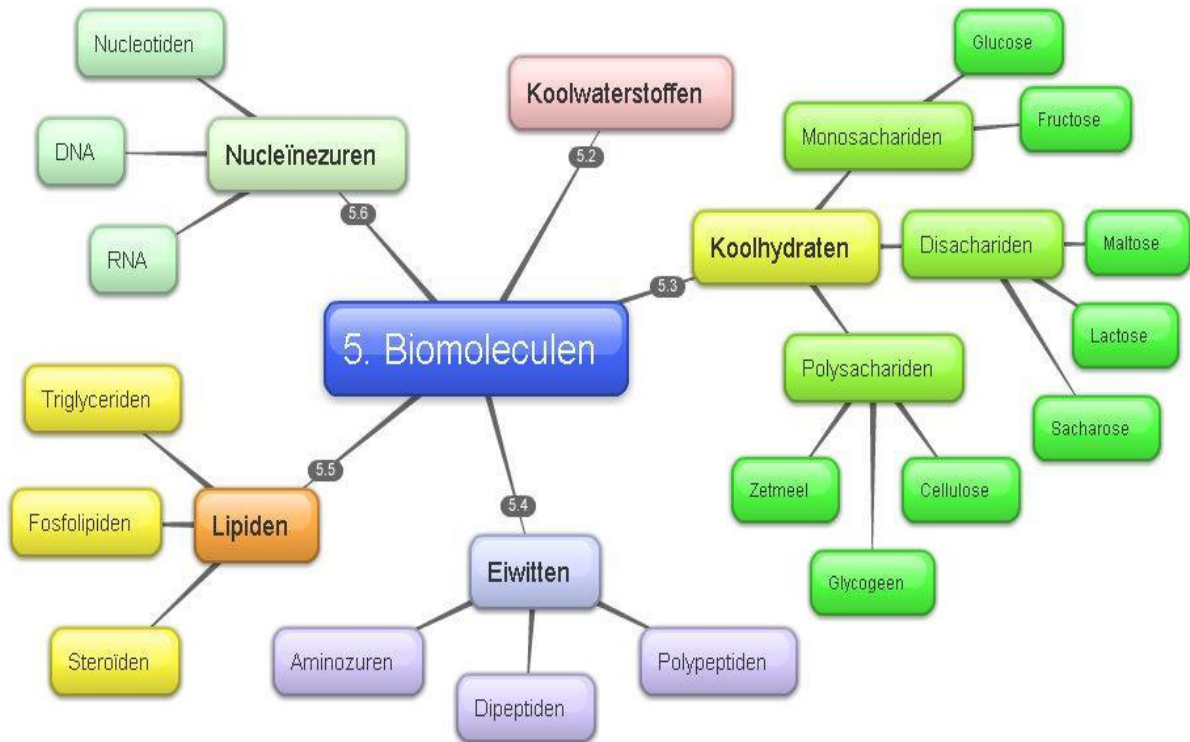 Nucleotiden
DNA
RNA
Nucleïnezuren
5.6
Koolwaterstoffen
5.2
Glucose
Fructose
Monosachariden
Koolhydraten
5.3
Disachariden
Maltose
Lactose
Sacharose
Polysachariden
Zetmeel
Cellulose
Glycogeen
5. Biomoleculen
Triglyceriden
Fosfolipiden
Steroïden
Lipiden
5.5
5.4
Eiwitten
Aminozuren
Dipeptiden
Polypeptiden